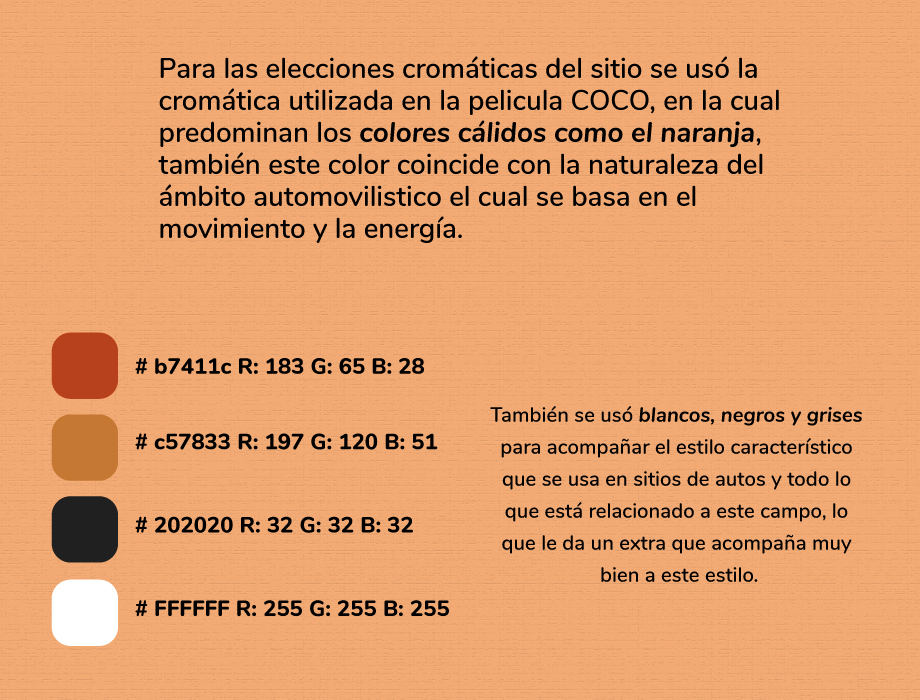 Para las elecciones cromáticas del sitio se usó la
cromática utilizada en la pelicula COCO, en la cual
predominan los colores cálidos como el naranja,
también este color coincide con la naturaleza del
ámbito automovilistico el cual se basa en el
movimiento y la energía.
# b7411c R: 183 G: 65 B: 28
# c57833 R: 197 G: 120 B: 51
# 202020 R: 32 G: 32 B: 32
# FFFFFF R: 255 G: 255 B: 255
También se usó blancos, negros y grises
para acompañar el estilo característico
que se usa en sitios de autos y todo lo
que está relacionado a este campo, lo
que le da un extra que acompaña muy
bien a este estilo.